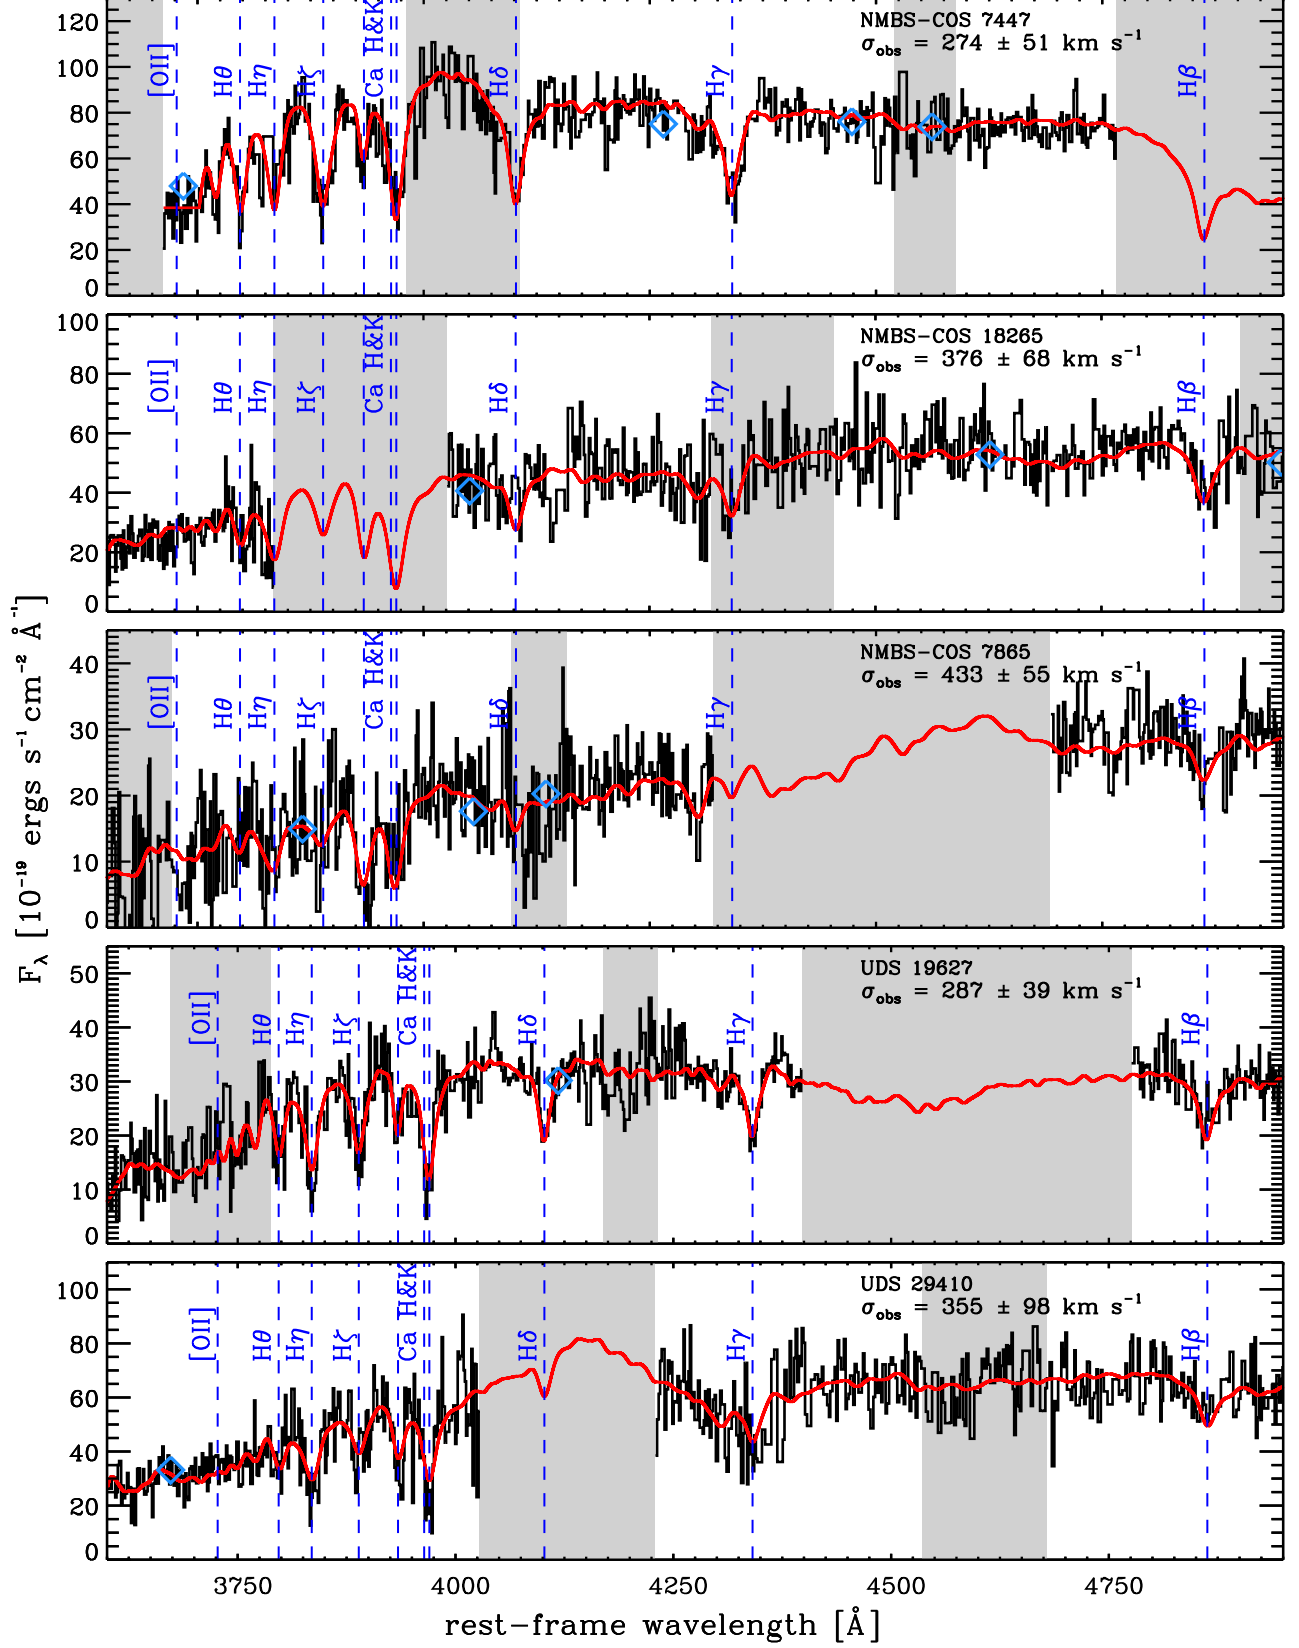 NMBS-COS 7447
σobs = 274 ± 51 km s⁻¹
[OII] Hθ Hη Hζ Ca H&K Hδ Hγ Hβ
120
100
80
60
40
20
0
NMBS-COS 18265
σobs = 376 ± 68 km s⁻¹
[OII] Hθ Hη Hζ Ca H&K Hδ Hγ Hβ
100
80
60
40
20
0
NMBS-COS 7865
σobs = 433 ± 55 km s⁻¹
[OII] Hθ Hη Hζ Ca H&K Hδ Hγ Hβ
40
30
20
10
0
Fλ [10⁻¹⁹ ergs s⁻¹ cm⁻² Å⁻¹]
UDS 19627
σobs = 287 ± 39 km s⁻¹
[OII] Hθ Hη Hζ Ca H&K Hδ Hγ Hβ
50
40
30
20
10
0
UDS 29410
σobs = 355 ± 98 km s⁻¹
[OII] Hθ Hη Hζ Ca H&K Hδ Hγ Hβ
100
80
60
40
20
0
3750 4000 4250 4500 4750
rest-frame wavelength [Å]